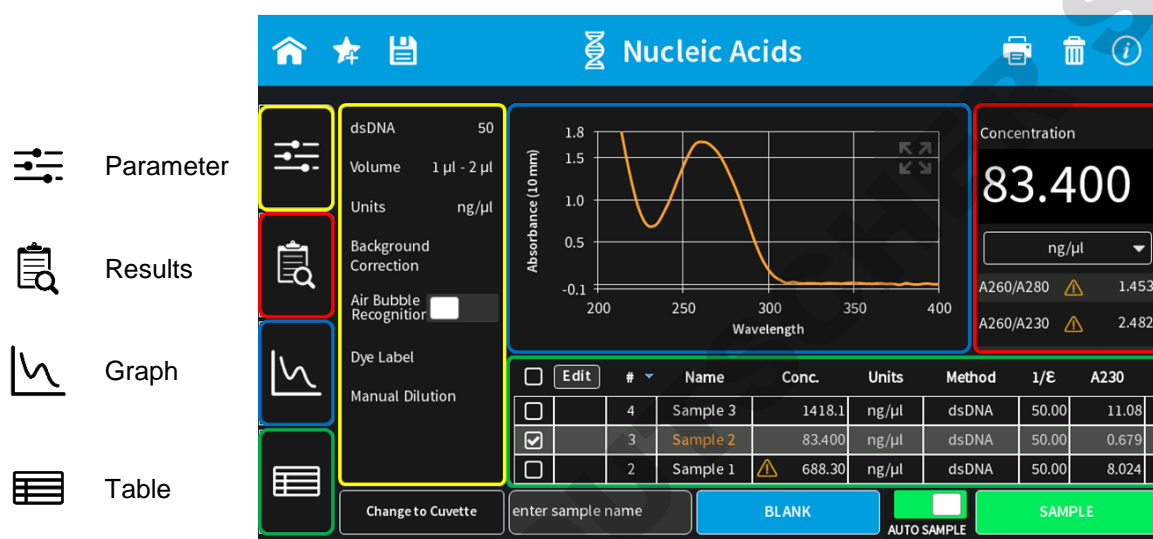 Nucleic Acids
Parameter
Results
Graph
Table
dsDNA 50
Volume 1 µl - 2 µl
Units ng/µl
Background
Correction
Air Bubble
Recognition
Dye Label
Manual Dilution
Absorbance (10 mm)
1.8
1.5
1.0
0.5
-0.1
200 250 300 350 400
Wavelength
Concentration
83.400
ng/µl
A260/A280 1.453
A260/A230 2.482
Edit # Name Conc. Units Method 1/Ɛ A230
4 Sample 3 1418.1 ng/µl dsDNA 50.00 11.08
3 Sample 2 83.400 ng/µl dsDNA 50.00 0.679
2 Sample 1 688.30 ng/µl dsDNA 50.00 8.024
Change to Cuvette
enter sample name
BLANK
AUTO SAMPLE
SAMPLE